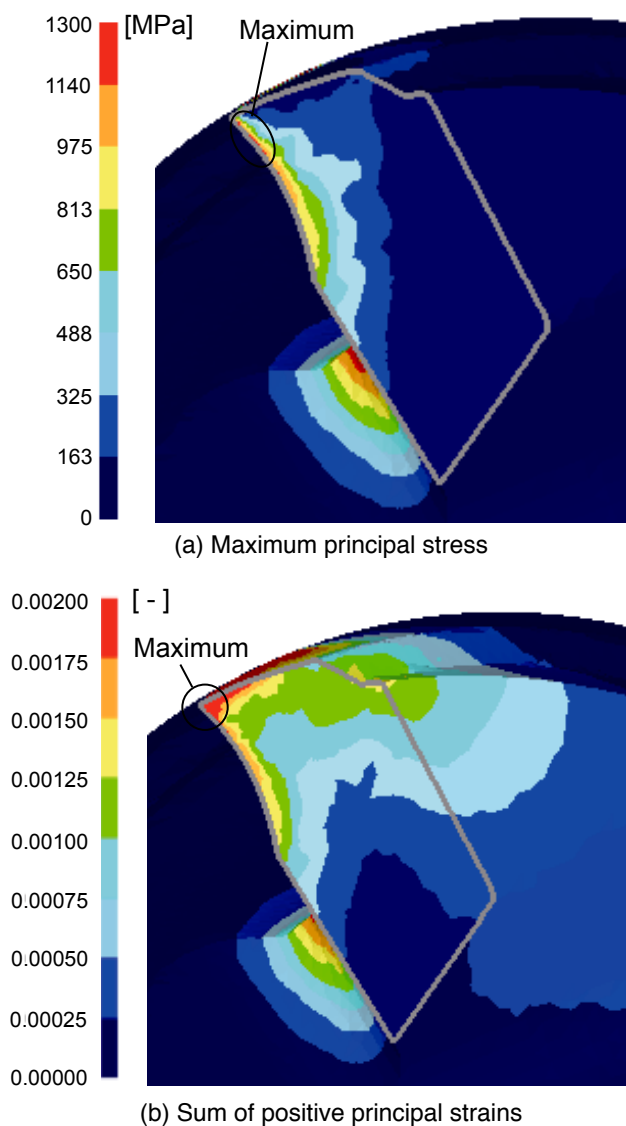 1300 [MPa]
Maximum
1140
975
813
650
488
325
163
0
(a) Maximum principal stress
0.00200 [ - ]
Maximum
0.00175
0.00150
0.00125
0.00100
0.00075
0.00050
0.00025
0.00000
(b) Sum of positive principal strains